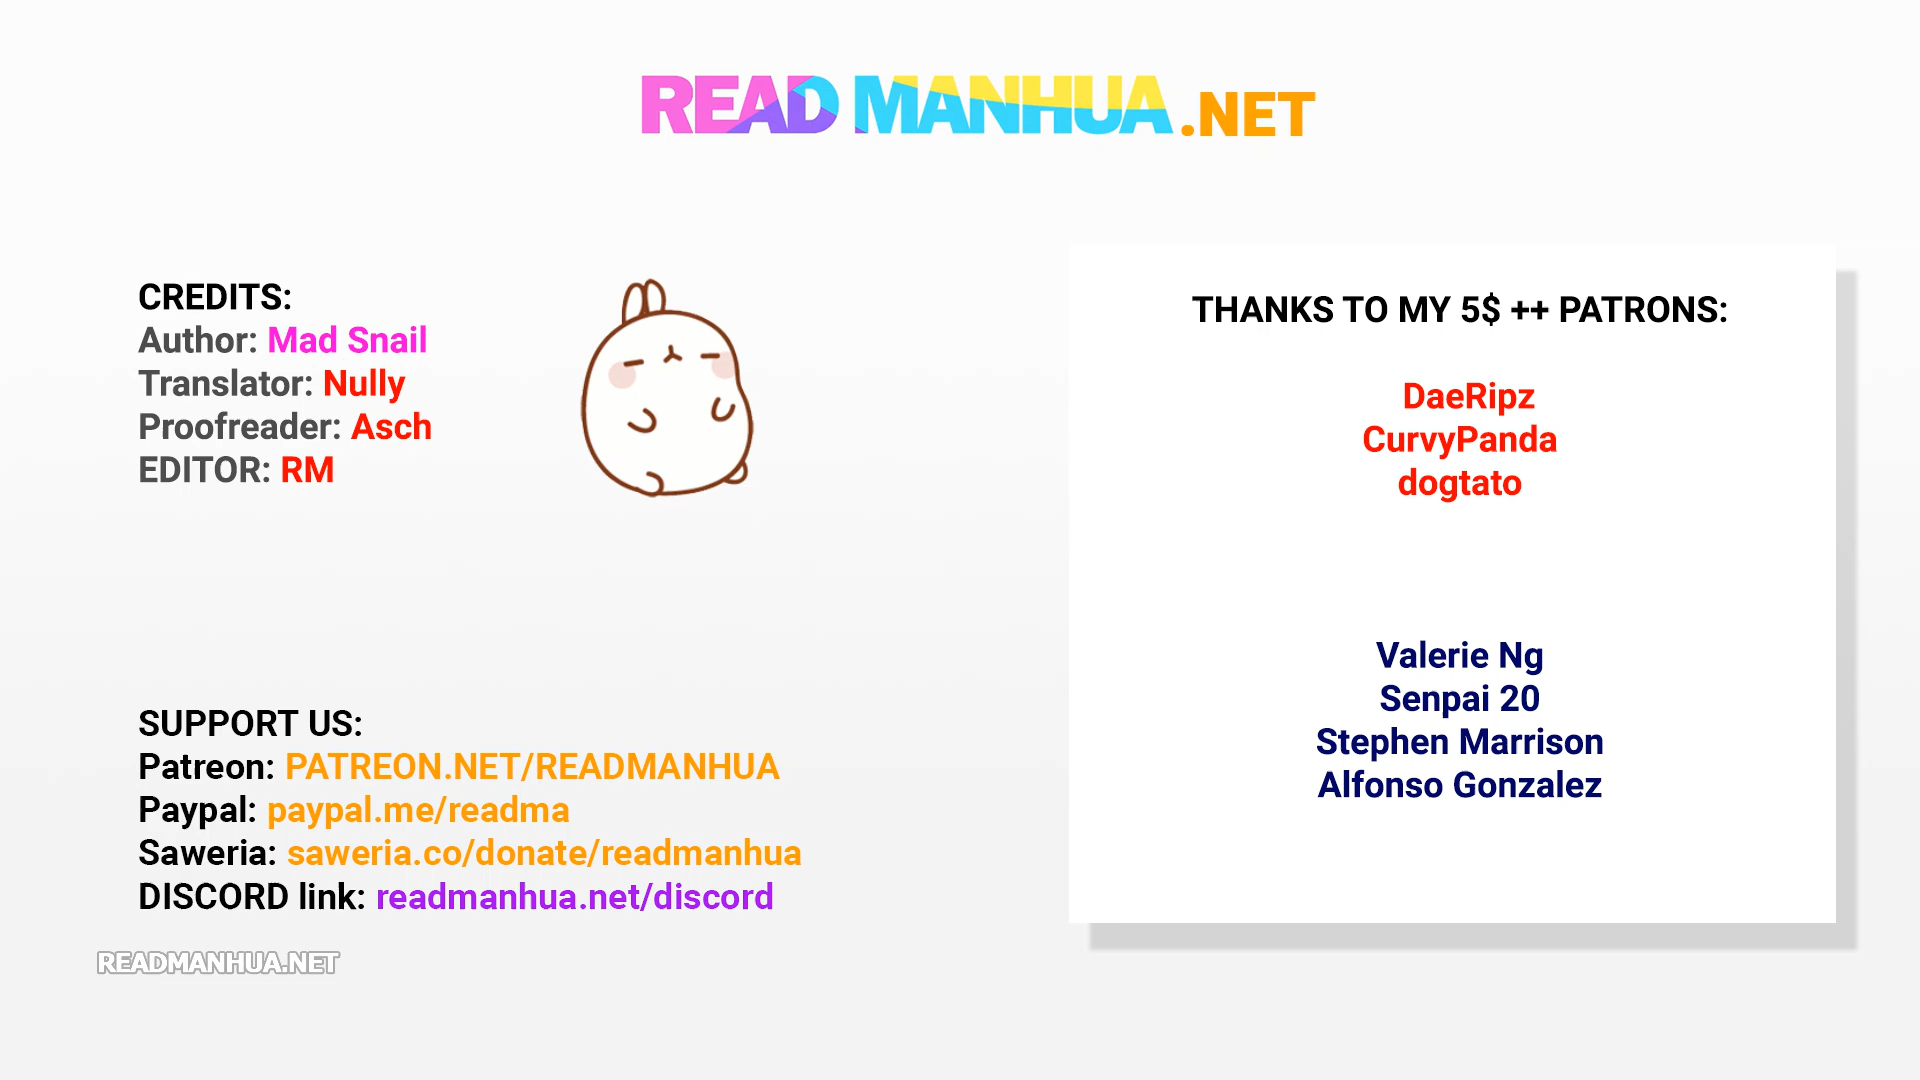 READ MANHUA.NET
CREDITS:
Author: Mad Snail
Translator: Nully
Proofreader: Asch
EDITOR: RM
THANKS TO MY 5$ ++ PATRONS:
DaeRipz
CurvyPanda
dogtato
Valerie Ng
Senpai 20
Stephen Marrison
Alfonso Gonzalez
SUPPORT US:
Patreon: PATREON.NET/READMANHUA
Paypal: paypal.me/readma
Saweria: saweria.co/donate/readmanhua
DISCORD link: readmanhua.net/discord
READMANHUA.NET